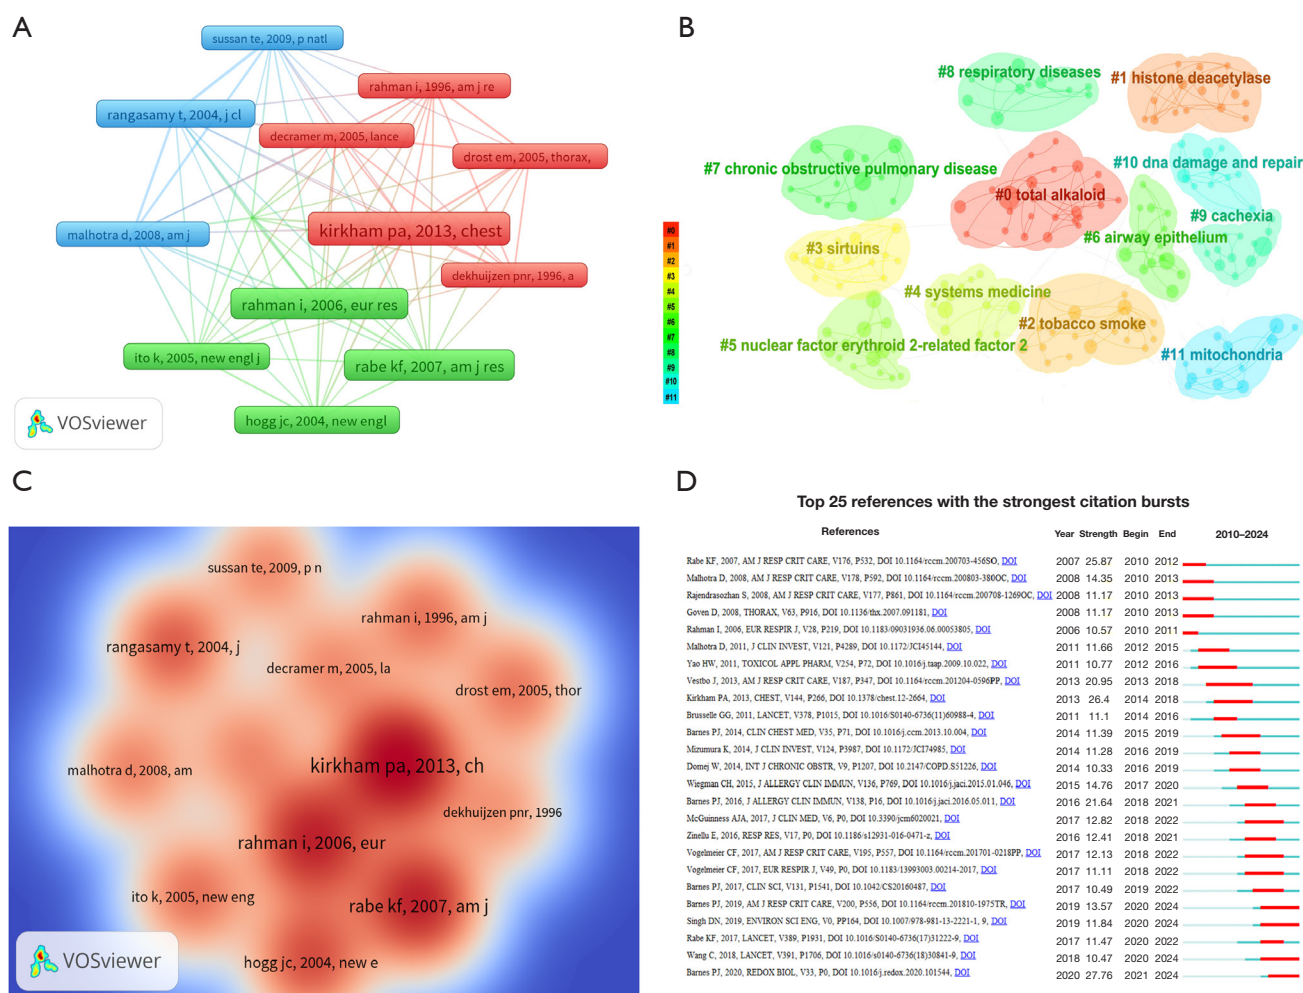 A
sussan te, 2009, p natl
rahman i, 1996, am j re
rangasamy t, 2004, j cl
decramer m, 2005, lance
drost em, 2005, thorax,
kirkham pa, 2013, chest
malhotra d, 2008, am j
dekhuijzen pnr, 1996, a
rahman i, 2006, eur res
ito k, 2005, new engl j
rabe kf, 2007, am j res
hogg jc, 2004, new engl
VOSviewer
B
#8 respiratory diseases
#1 histone deacetylase
#7 chronic obstructive pulmonary disease
#10 dna damage and repair
#0 total alkaloid
#9 cachexia
#6 airway epithelium
#3 sirtuins
#4 systems medicine
#2 tobacco smoke
#5 nuclear factor erythroid 2-related factor 2
#11 mitochondria
#0
#1
#2
#3
#4
#5
#6
#7
#8
#9
#10
#11
C
sussan te, 2009, p n
rahman i, 1996, am j
rangasamy t, 2004, j
decramer m, 2005, la
drost em, 2005, thor
kirkham pa, 2013, ch
malhotra d, 2008, am
dekhuijzen pnr, 1996
rahman i, 2006, eur
ito k, 2005, new eng
rabe kf, 2007, am j
hogg jc, 2004, new e
VOSviewer
D
Top 25 references with the strongest citation bursts
References Year Strength Begin End 2010–2024
Rabe KF, 2007, AM J RESP CRIT CARE, V176, P532, DOI 10.1164/rccm.200703-456SO, DOI 2007 25.87 2010 2012
Malhotra D, 2008, AM J RESP CRIT CARE, V178, P592, DOI 10.1164/rccm.200803-380OC, DOI 2008 14.35 2010 2013
Rajendrasozhan S, 2008, AM J RESP CRIT CARE, V177, P861, DOI 10.1164/rccm.200708-1269OC, DOI 2008 11.17 2010 2013
Goven D, 2008, THORAX, V63, P916, DOI 10.1136/thx.2007.091181, DOI 2008 11.17 2010 2013
Rahman I, 2006, EUR RESPIR J, V28, P219, DOI 10.1183/09031936.06.00053805, DOI 2006 10.57 2010 2011
Malhotra D, 2011, J CLIN INVEST, V121, P4289, DOI 10.1172/JCI45144, DOI 2011 11.66 2012 2015
Yao HW, 2011, TOXICOL APPL PHARM, V254, P72, DOI 10.1016/j.taap.2009.10.022, DOI 2011 10.77 2012 2016
Vestbo J, 2013, AM J RESP CRIT CARE, V187, P347, DOI 10.1164/rccm.201204-0596PP, DOI 2013 20.95 2013 2018
Kirkham PA, 2013, CHEST, V144, P266, DOI 10.1378/chest.12-2664, DOI 2013 26.4 2014 2018
Brusselle GG, 2011, LANCET, V378, P1015, DOI 10.1016/S0140-6736(11)60988-4, DOI 2011 11.1 2014 2016
Barnes PJ, 2014, CLIN CHEST MED, V35, P71, DOI 10.1016/j.ccm.2013.10.004, DOI 2014 11.39 2015 2019
Mizumura K, 2014, J CLIN INVEST, V124, P3987, DOI 10.1172/JCI74985, DOI 2014 11.28 2016 2019
Domej W, 2014, INT J CHRONIC OBSTR, V9, P1207, DOI 10.2147/COPD.S51226, DOI 2014 10.33 2016 2019
Wiegman CH, 2015, J ALLERGY CLIN IMMUN, V136, P769, DOI 10.1016/j.jaci.2015.01.046, DOI 2015 14.76 2017 2020
Barnes PJ, 2016, J ALLERGY CLIN IMMUN, V138, P16, DOI 10.1016/j.jaci.2016.05.011, DOI 2016 21.64 2018 2021
McGuinness AJA, 2017, J CLIN MED, V6, P0, DOI 10.3390/jcm6020021, DOI 2017 12.82 2018 2022
Zinellu E, 2016, RESP RES, V17, P0, DOI 10.1186/s12931-016-0471-z, DOI 2016 12.41 2018 2021
Vogelmeier CF, 2017, AM J RESP CRIT CARE, V195, P557, DOI 10.1164/rccm.201701-0218PP, DOI 2017 12.13 2018 2022
Vogelmeier CF, 2017, EUR RESPIR J, V49, P0, DOI 10.1183/13993003.00214-2017, DOI 2017 11.11 2018 2022
Barnes PJ, 2017, CLIN SCI, V131, P1541, DOI 10.1042/CS20160487, DOI 2017 10.49 2019 2022
Barnes PJ, 2019, AM J RESP CRIT CARE, V200, P556, DOI 10.1164/rccm.201810-1975TR, DOI 2019 13.57 2020 2024
Singh DN, 2019, ENVIRON SCI ENG, V0, PP164, DOI 10.1007/978-981-13-2221-1, 9, DOI 2019 11.84 2020 2024
Rabe KF, 2017, LANCET, V389, P1931, DOI 10.1016/S0140-6736(17)31222-9, DOI 2017 11.47 2020 2022
Wang C, 2018, LANCET, V391, P1706, DOI 10.1016/s0140-6736(18)30841-9, DOI 2018 10.47 2020 2024
Barnes PJ, 2020, REDOX BIOL, V33, P0, DOI 10.1016/j.redox.2020.101544, DOI 2020 27.76 2021 2024